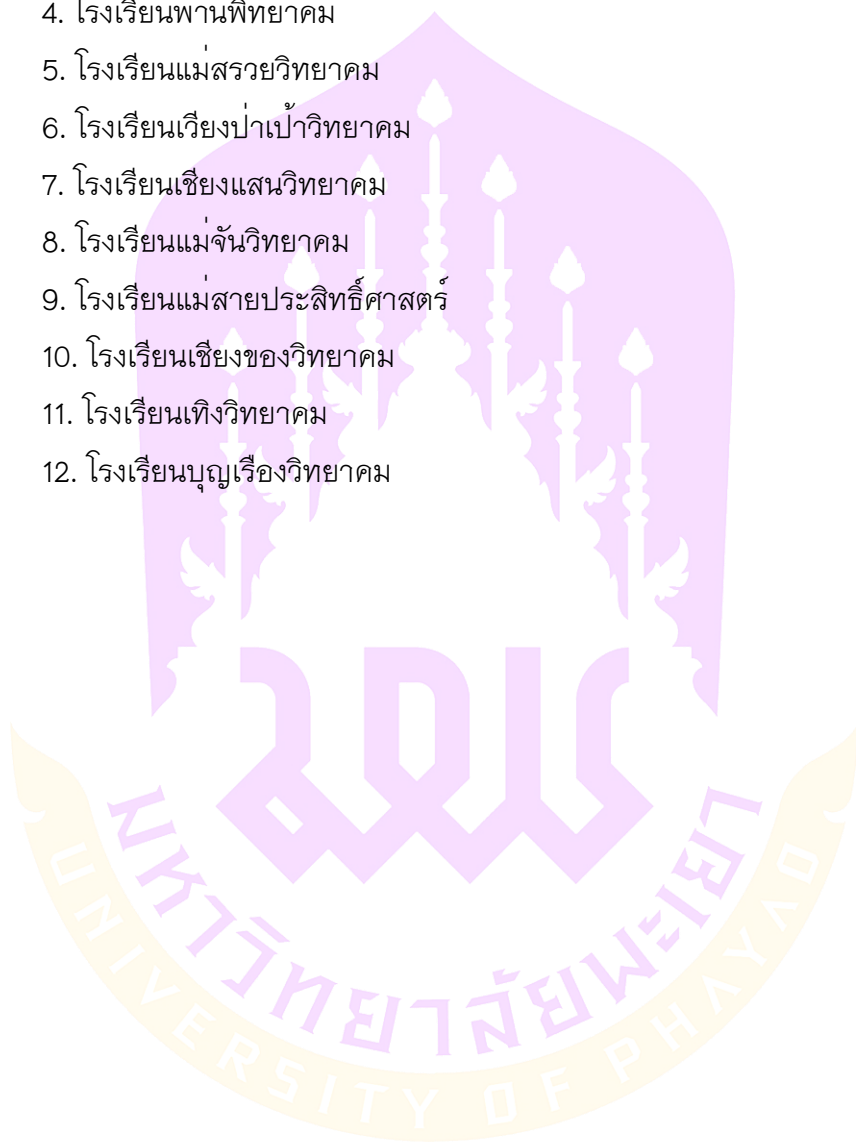 4. โรงเรียนพานพิทยาคม
5. โรงเรียนแม่สรวยวิทยาคม
6. โรงเรียนเวียงป่าเป้าวิทยาคม
7. โรงเรียนเชียงแสนวิทยาคม
8. โรงเรียนแม่จันวิทยาคม
9. โรงเรียนแม่สายประสิทธิ์ศาสตร์
10. โรงเรียนเชียงของวิทยาคม
11. โรงเรียนเทิงวิทยาคม
12. โรงเรียนบุญเรืองวิทยาคม
มหาวิทยาลัยพะเยา
UNIVERSITY OF PHAYAO